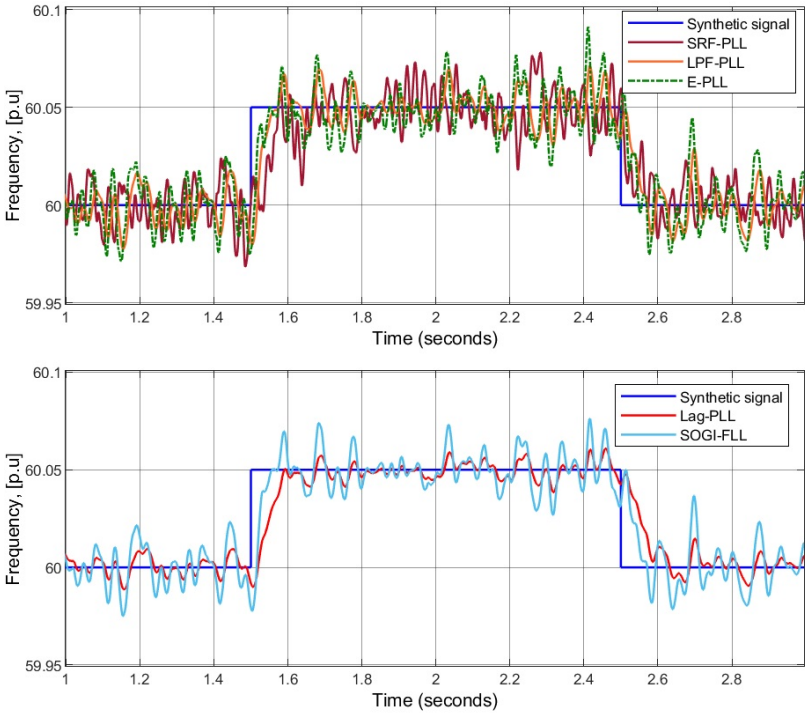 60.1
60.05
60
59.95
Frequency, [p.u]
Synthetic signal
SRF-PLL
LPF-PLL
E-PLL
1 1.2 1.4 1.6 1.8 2 2.2 2.4 2.6 2.8
Time (seconds)
60.1
60.05
60
59.95
Frequency, [p.u]
Synthetic signal
Lag-PLL
SOGI-FLL
1 1.2 1.4 1.6 1.8 2 2.2 2.4 2.6 2.8
Time (seconds)